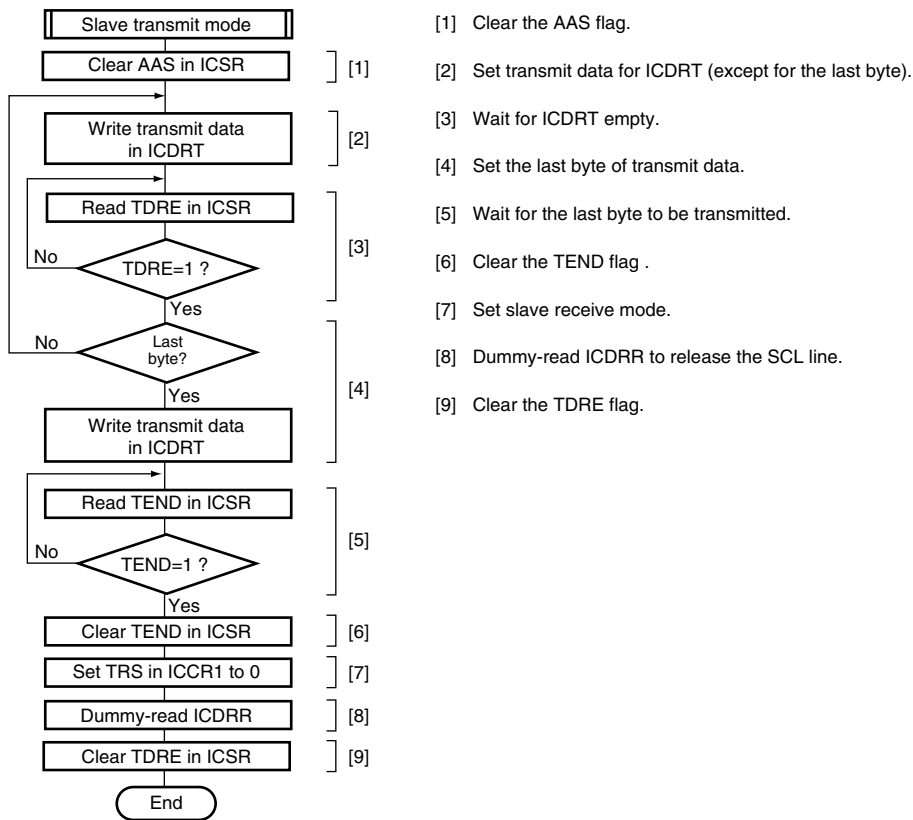 Slave transmit mode
Clear AAS in ICSR
[1]
Write transmit data
in ICDRT
[2]
Read TDRE in ICSR
No
TDRE=1 ?
[3]
Yes
No
Last
byte?
[4]
Yes
Write transmit data
in ICDRT
Read TEND in ICSR
No
TEND=1 ?
[5]
Yes
Clear TEND in ICSR
[6]
Set TRS in ICCR1 to 0
[7]
Dummy-read ICDRR
[8]
Clear TDRE in ICSR
[9]
End
[1] Clear the AAS flag.
[2] Set transmit data for ICDRT (except for the last byte).
[3] Wait for ICDRT empty.
[4] Set the last byte of transmit data.
[5] Wait for the last byte to be transmitted.
[6] Clear the TEND flag .
[7] Set slave receive mode.
[8] Dummy-read ICDRR to release the SCL line.
[9] Clear the TDRE flag.